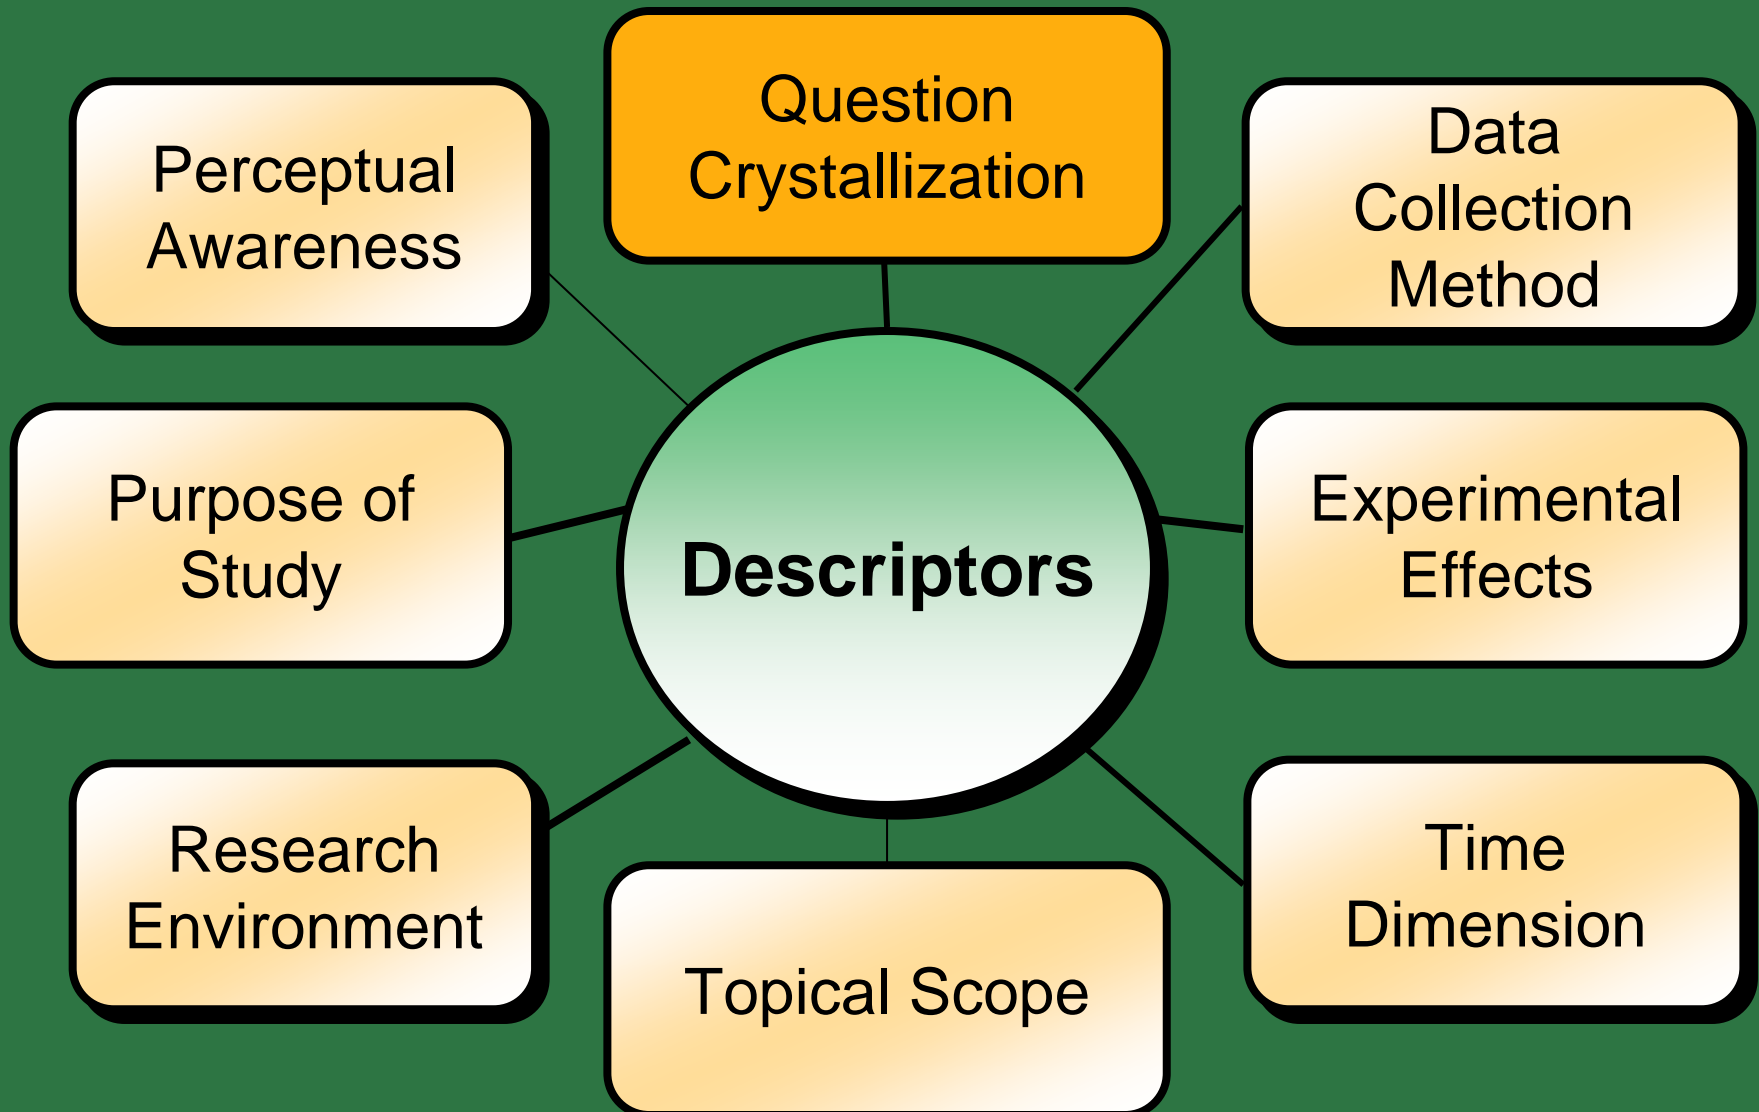 Question
Crystallization
Perceptual
Awareness
Data
Collection
Method
Purpose of
Study
Descriptors
Experimental
Effects
Research
Environment
Topical Scope
Time
Dimension